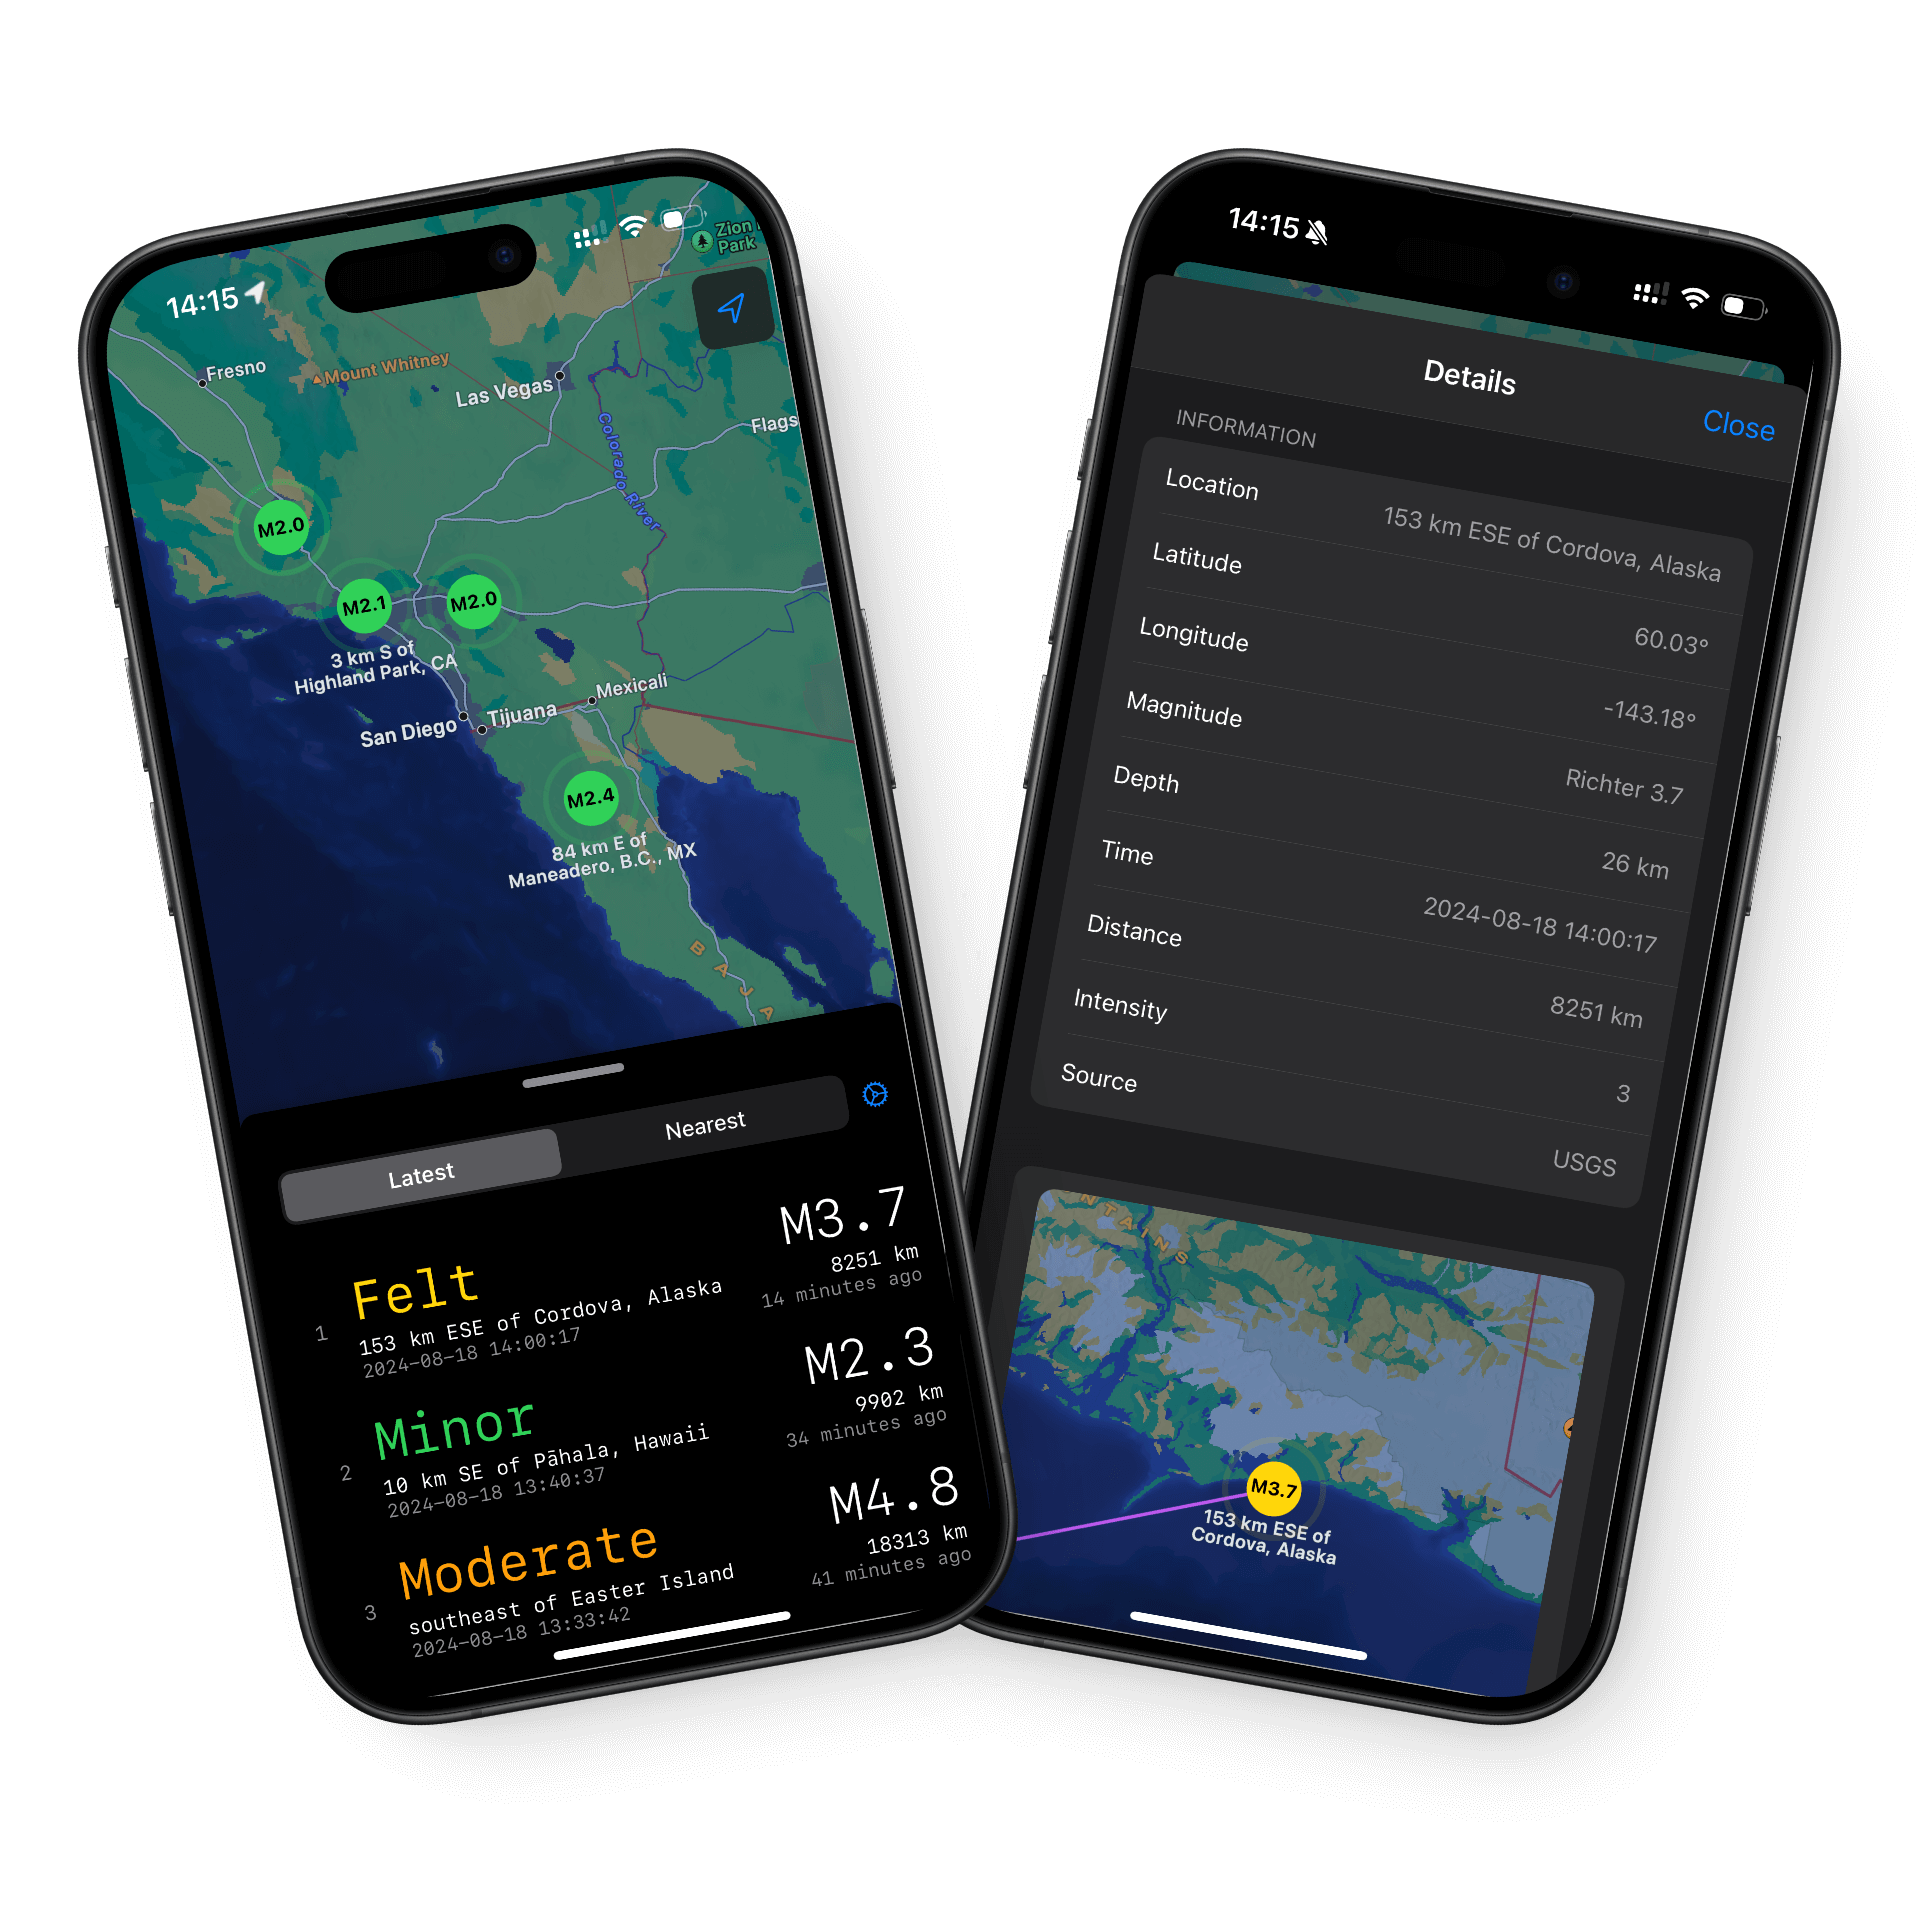 14:15
Zion
Park
Fresno
Mount Whitney
Las Vegas
Flags
Colorado River
M2.0
M2.1
M2.0
3 km S of
Highland Park, CA
Mexicali
Tijuana
San Diego
M2.4
84 km E of
Maneadero, B.C., MX
BAJA
Latest
Nearest
1
Felt
153 km ESE of Cordova, Alaska
2024-08-18 14:00:17
M3.7
8251 km
14 minutes ago
2
Minor
10 km SE of Pāhala, Hawaii
2024-08-18 13:40:37
M2.3
9902 km
34 minutes ago
3
Moderate
southeast of Easter Island
2024-08-18 13:33:42
M4.8
18313 km
41 minutes ago
14:15
Details
Close
INFORMATION
Location
153 km ESE of Cordova, Alaska
Latitude
60.03°
Longitude
-143.18°
Magnitude
Richter 3.7
Depth
26 km
Time
2024-08-18 14:00:17
Distance
8251 km
Intensity
3
Source
USGS
NTAINS
M3.7
153 km ESE of
Cordova, Alaska